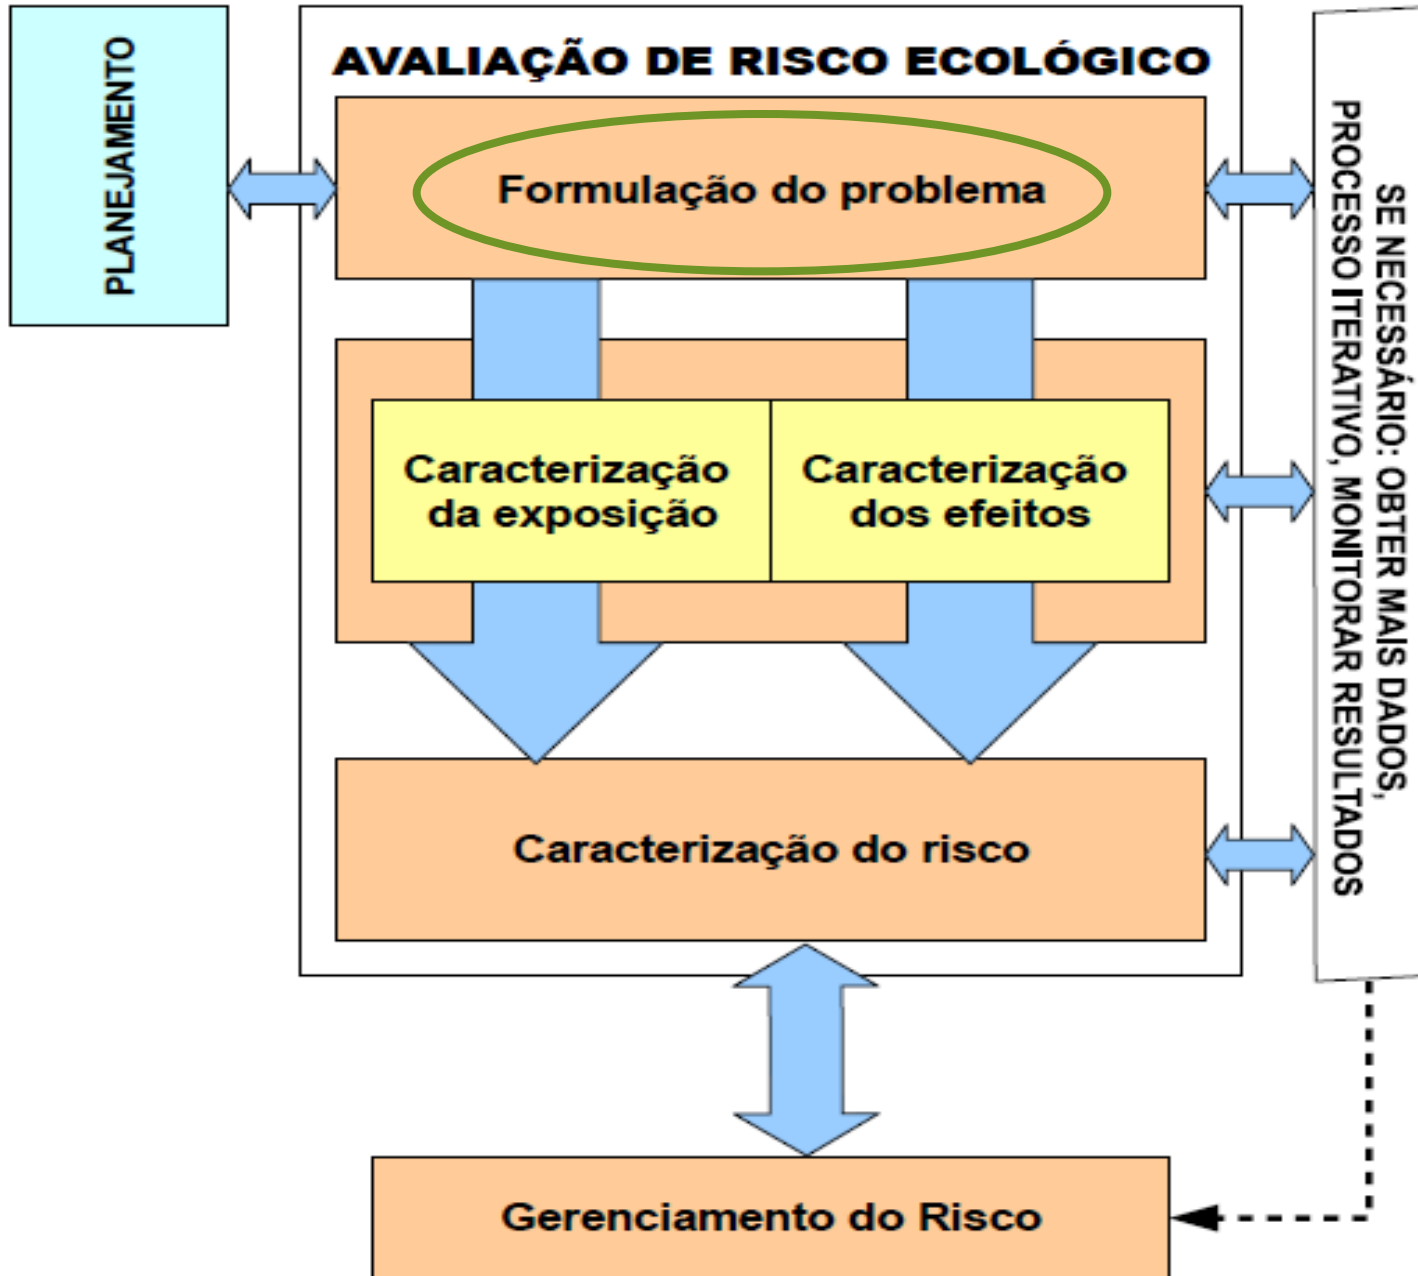 PLANEJAMENTO
AVALIAÇÃO DE RISCO ECOLÓGICO
Formulação do problema
Caracterização
da exposição
Caracterização
dos efeitos
Caracterização do risco
Gerenciamento do Risco
SE NECESSÁRIO: OBTER MAIS DADOS,
PROCESSO ITERATIVO, MONITORAR RESULTADOS